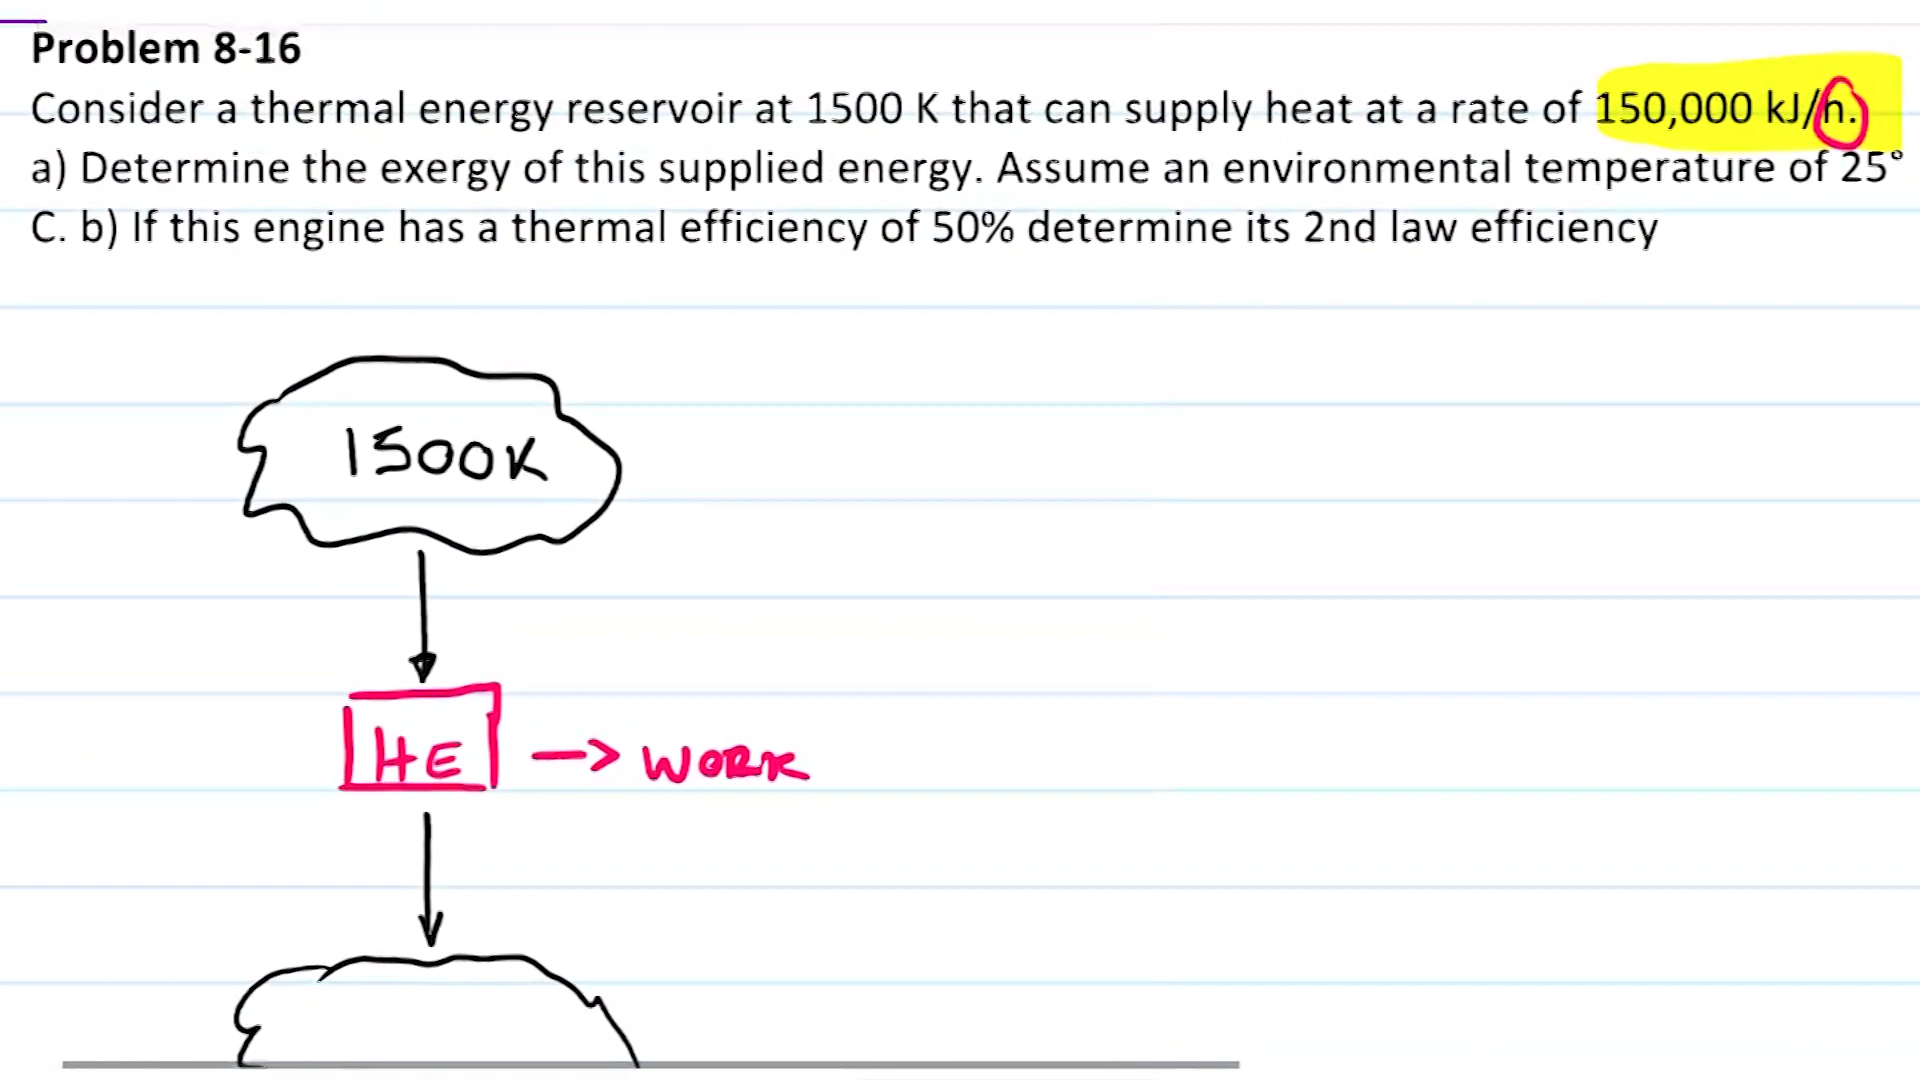 Problem 8-16
Consider a thermal energy reservoir at 1500 K that can supply heat at a rate of 150,000 kJ/h.
a) Determine the exergy of this supplied energy. Assume an environmental temperature of 25°
C. b) If this engine has a thermal efficiency of 50% determine its 2nd law efficiency
1500K
HE → WORK